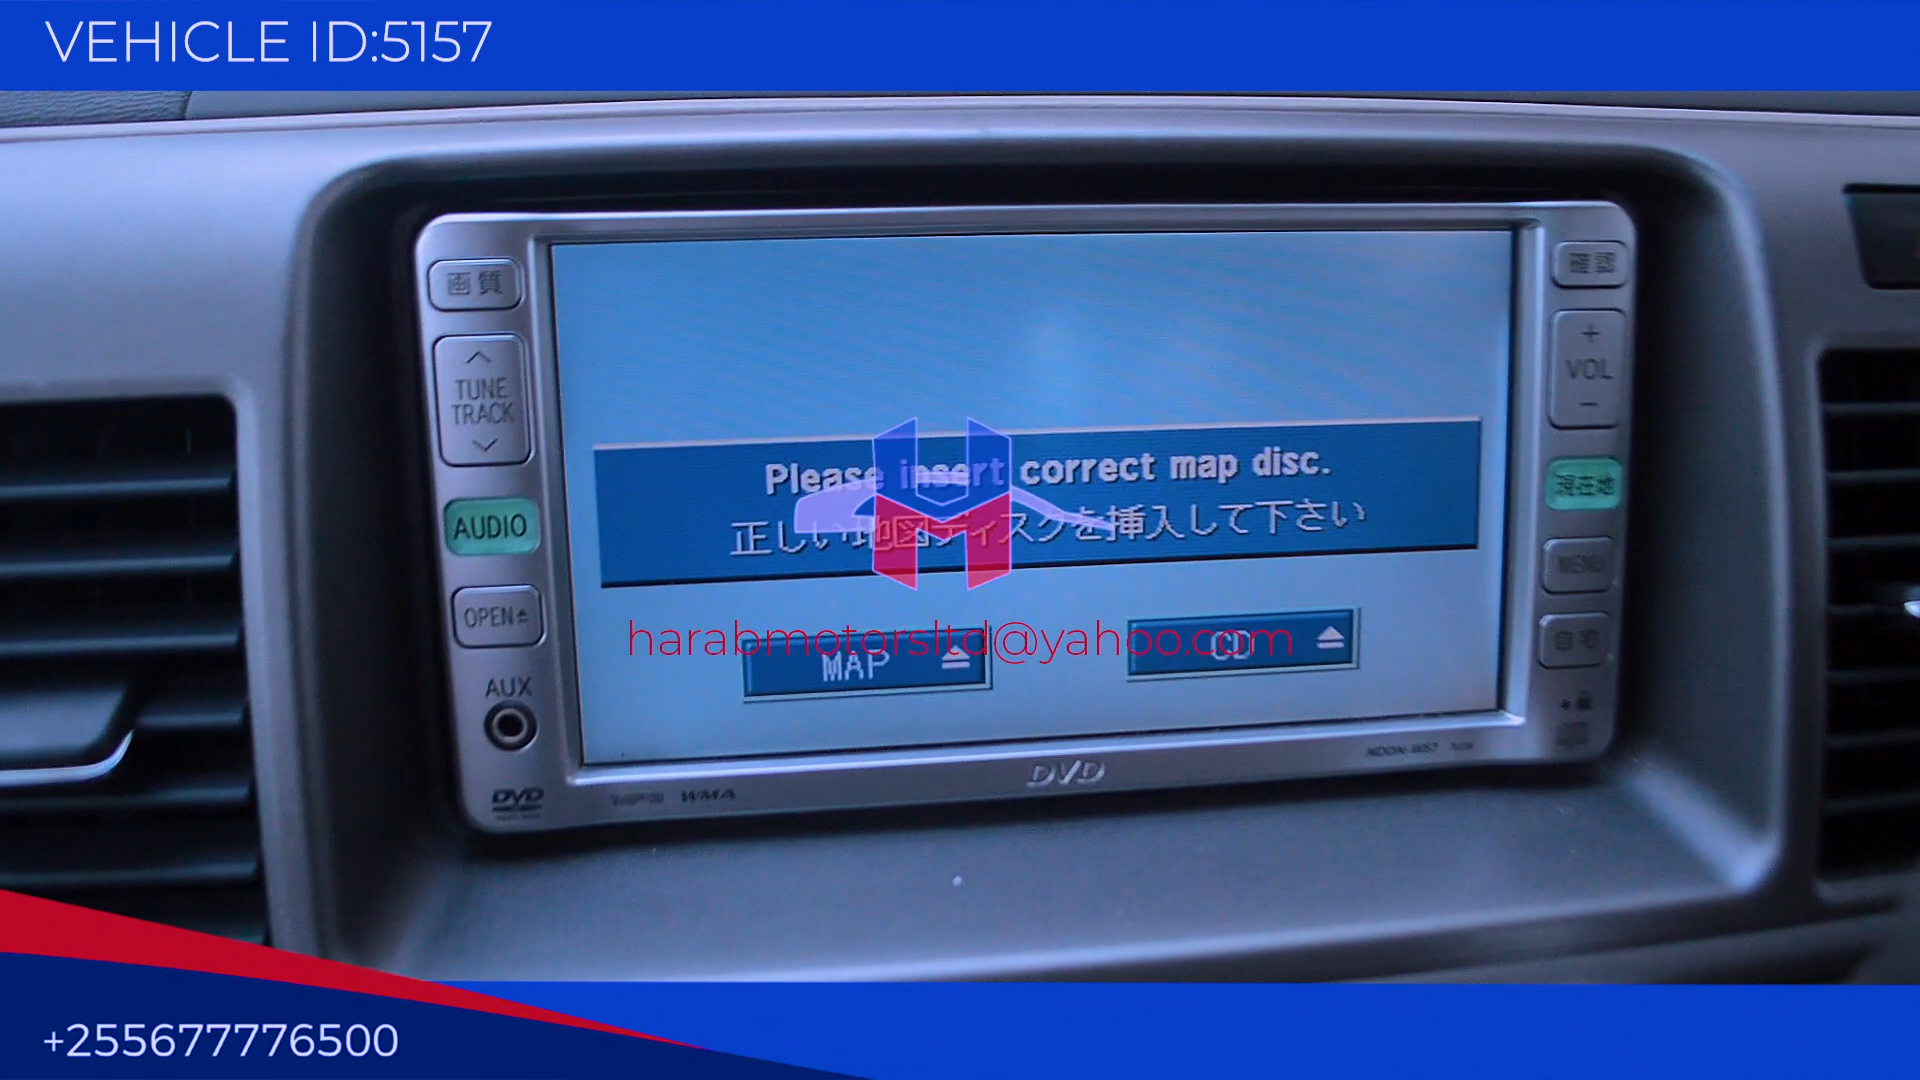 VEHICLE ID:5157
画質
確認
TUNE
TRACK
+
VOL
-
Please insert correct map disc.
正しい地図ディスクを挿入して下さい
現在地
AUDIO
MENU
OPEN
harabmotorsltd@yahoo.com
MAP
CD
AUX
DVD
DVD
WMA
NDDN-W57
+255677776500